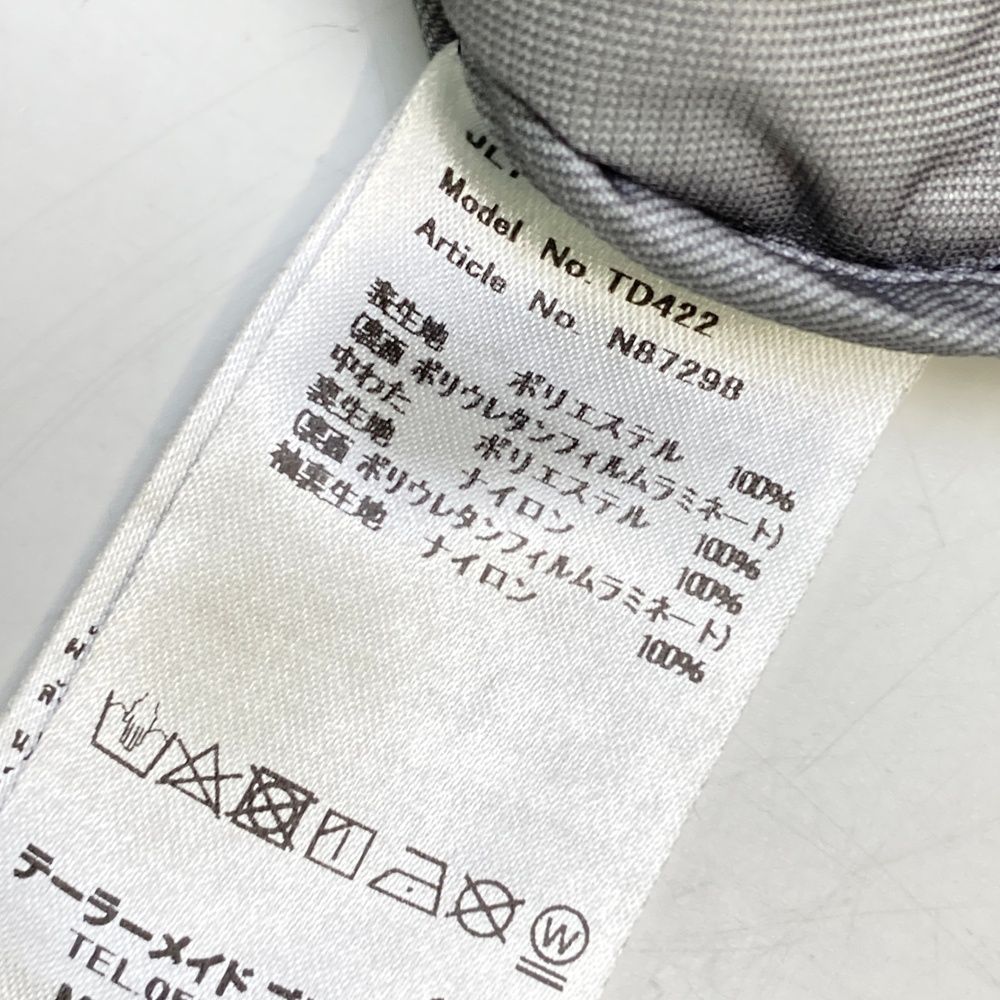 Model No. TD422
Article No. N87298
表生地 ポリエステル 100%
(裏面 ポリウレタンフィルムラミネート)
中わた ポリエステル 100%
裏生地 ナイロン 100%
(裏面 ポリウレタンフィルムラミネート)
袖裏生地 ナイロン 100%
W
テーラーメイド
TEL.05